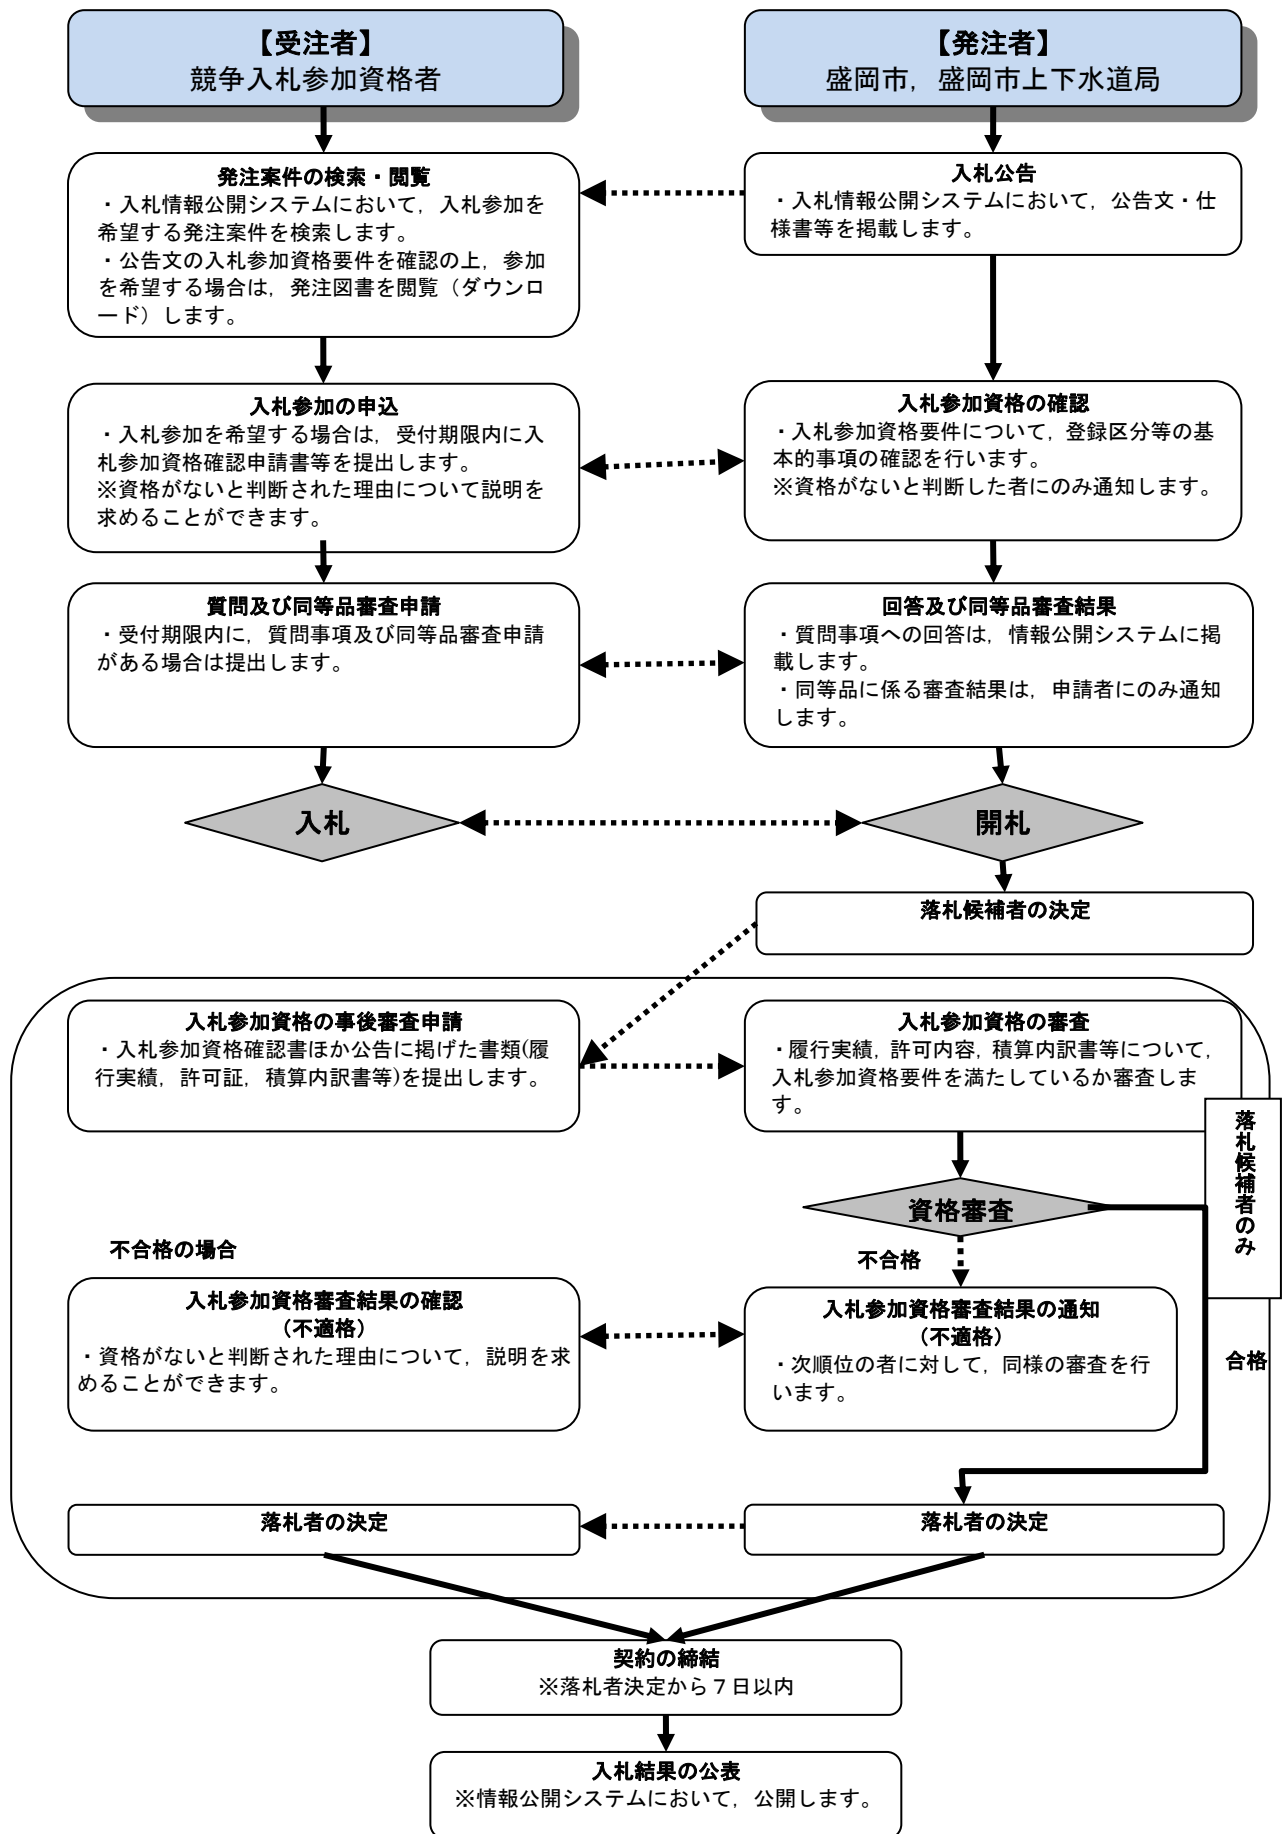 【受注者】
競争入札参加資格者
【発注者】
盛岡市，盛岡市上下水道局
発注案件の検索・閲覧
・入札情報公開システムにおいて，入札参加を
希望する発注案件を検索します。
・公告文の入札参加資格要件を確認の上，参加
を希望する場合は，発注図書を閲覧（ダウンロ
ード）します。
入札公告
・入札情報公開システムにおいて，公告文・仕
様書等を掲載します。
入札参加の申込
・入札参加を希望する場合は，受付期限内に入
札参加資格確認申請書等を提出します。
※資格がないと判断された理由について説明を
求めることができます。
入札参加資格の確認
・入札参加資格要件について，登録区分等の基
本的事項の確認を行います。
※資格がないと判断した者にのみ通知します。
質問及び同等品審査申請
・受付期限内に，質問事項及び同等品審査申請
がある場合は提出します。
回答及び同等品審査結果
・質問事項への回答は，情報公開システムに掲
載します。
・同等品に係る審査結果は，申請者にのみ通知
します。
入札
開札
落札候補者の決定
入札参加資格の事後審査申請
・入札参加資格確認書ほか公告に掲げた書類(履
行実績，許可証，積算内訳書等)を提出します。
入札参加資格の審査
・履行実績，許可内容，積算内訳書等について，
入札参加資格要件を満たしているか審査しま
す。
落札候補者のみ
資格審査
不合格の場合
不合格
入札参加資格審査結果の確認
（不適格）
・資格がないと判断された理由について，説明を求
めることができます。
入札参加資格審査結果の通知
（不適格）
・次順位の者に対して，同様の審査を行
います。
合格
落札者の決定
落札者の決定
契約の締結
※落札者決定から７日以内
入札結果の公表
※情報公開システムにおいて，公開します。